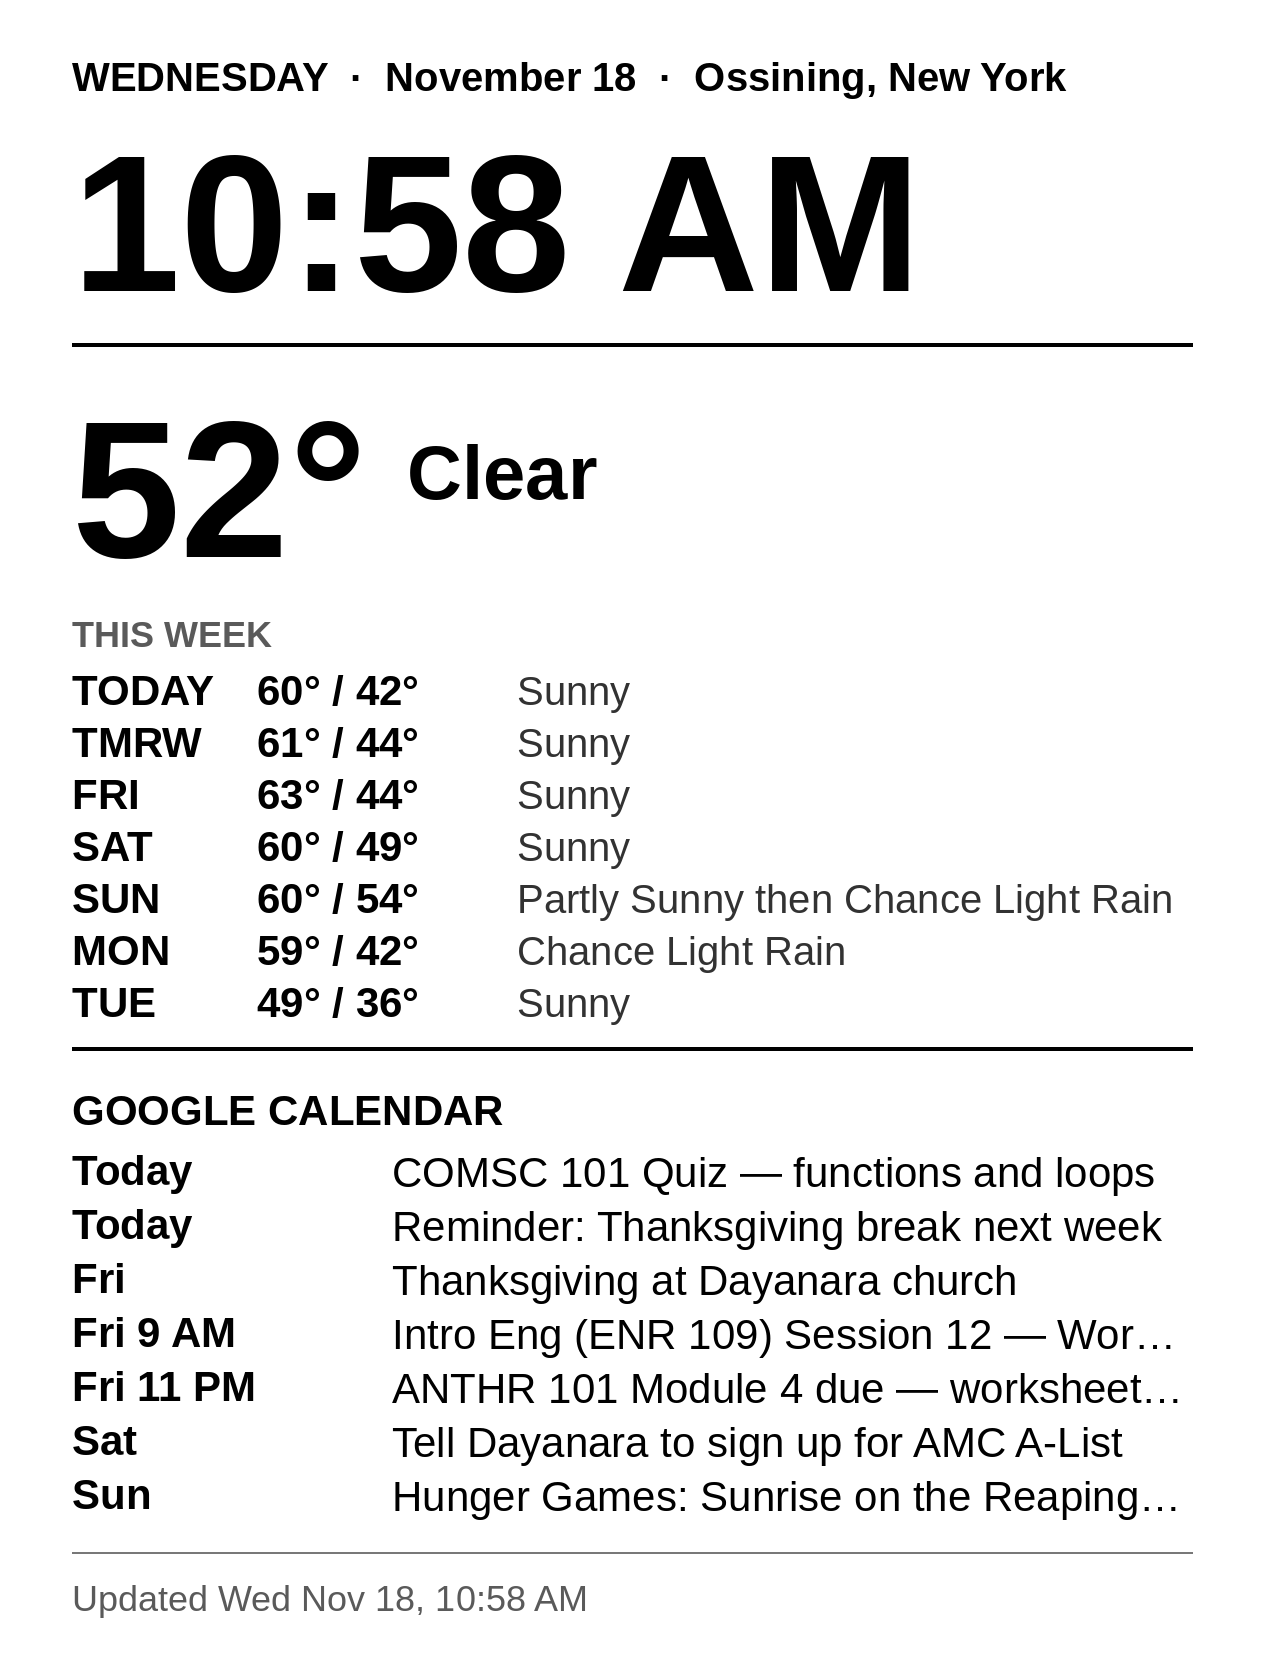 WEDNESDAY · November 18 · Ossining, New York
10:58 AM
52° Clear
THIS WEEK
TODAY 60° / 42° Sunny
TMRW 61° / 44° Sunny
FRI 63° / 44° Sunny
SAT 60° / 49° Sunny
SUN 60° / 54° Partly Sunny then Chance Light Rain
MON 59° / 42° Chance Light Rain
TUE 49° / 36° Sunny
GOOGLE CALENDAR
Today COMSC 101 Quiz — functions and loops
Today Reminder: Thanksgiving break next week
Fri Thanksgiving at Dayanara church
Fri 9 AM Intro Eng (ENR 109) Session 12 — Wor…
Fri 11 PM ANTHR 101 Module 4 due — worksheet…
Sat Tell Dayanara to sign up for AMC A-List
Sun Hunger Games: Sunrise on the Reaping…
Updated Wed Nov 18, 10:58 AM